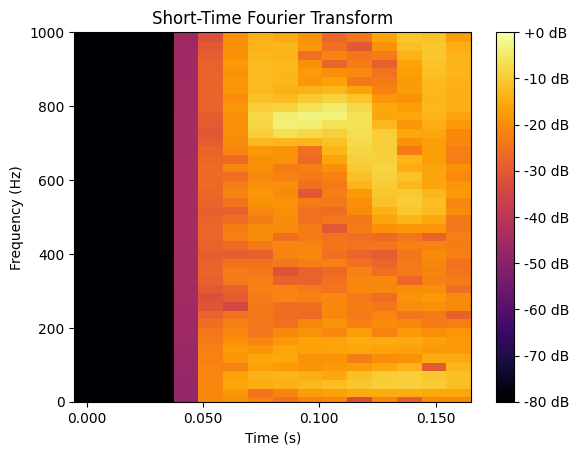 Short-Time Fourier Transform
1000
800
600
400
200
0
Frequency (Hz)
0.000
0.050
0.100
0.150
Time (s)
+0 dB
-10 dB
-20 dB
-30 dB
-40 dB
-50 dB
-60 dB
-70 dB
-80 dB